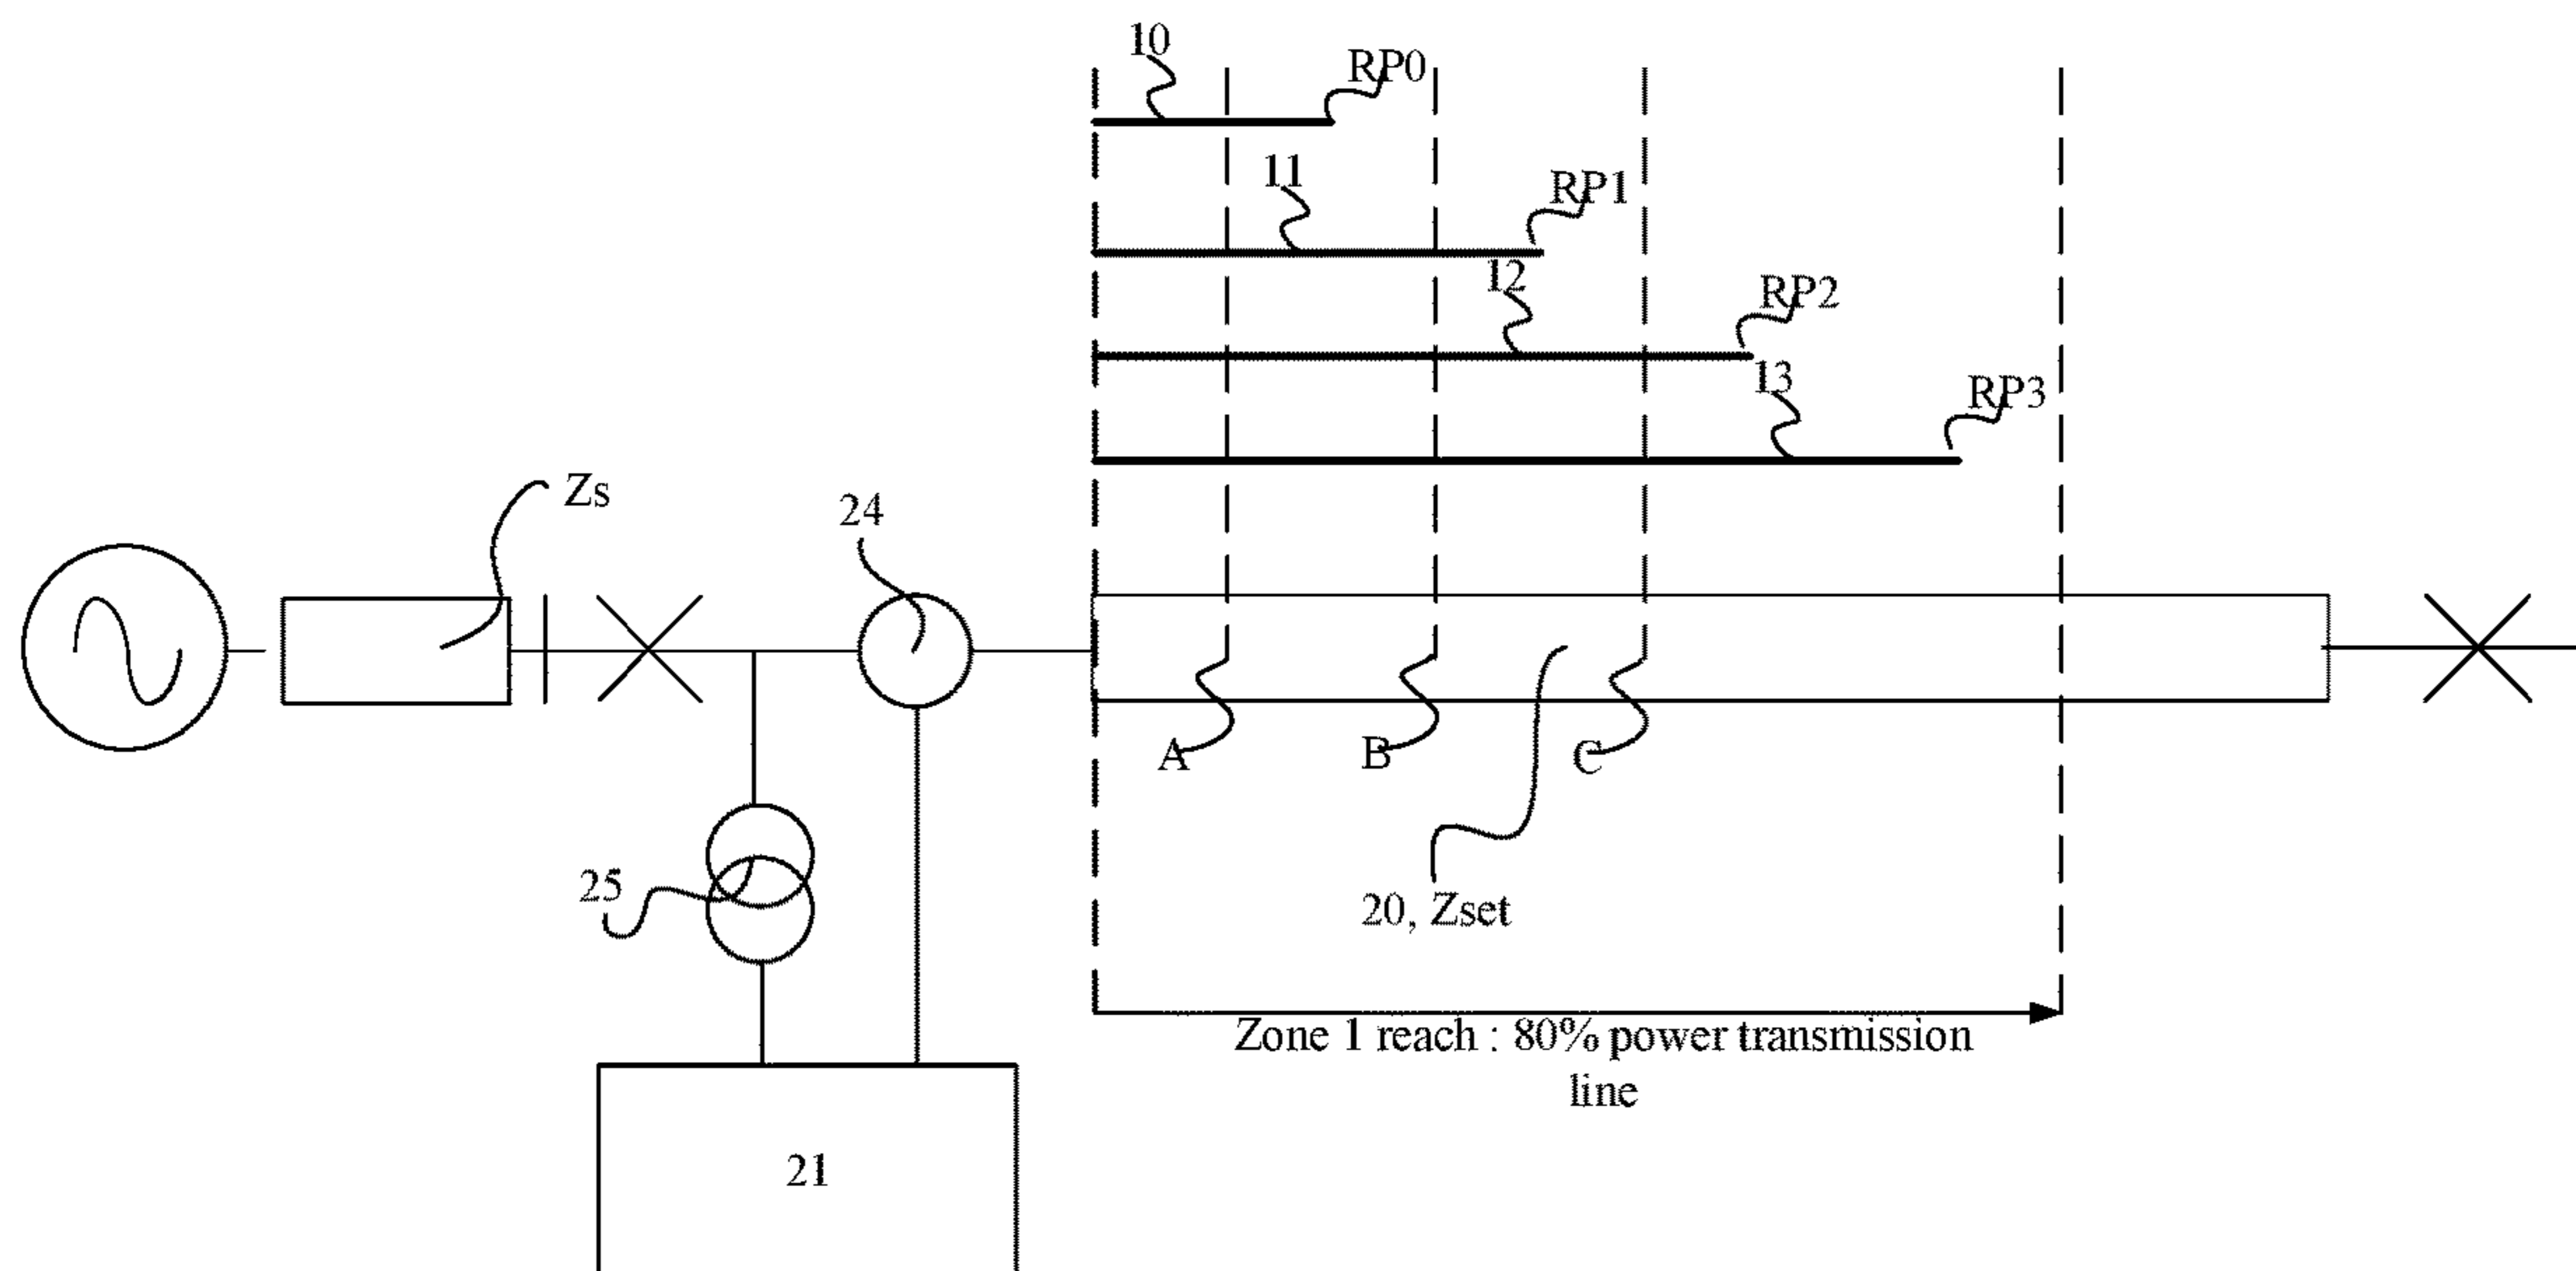 10
RP0
11
RP1
12
RP2
13
RP3
Zs
24
A
B
C
25
20, Zset
Zone 1 reach : 80% power transmission
line
21